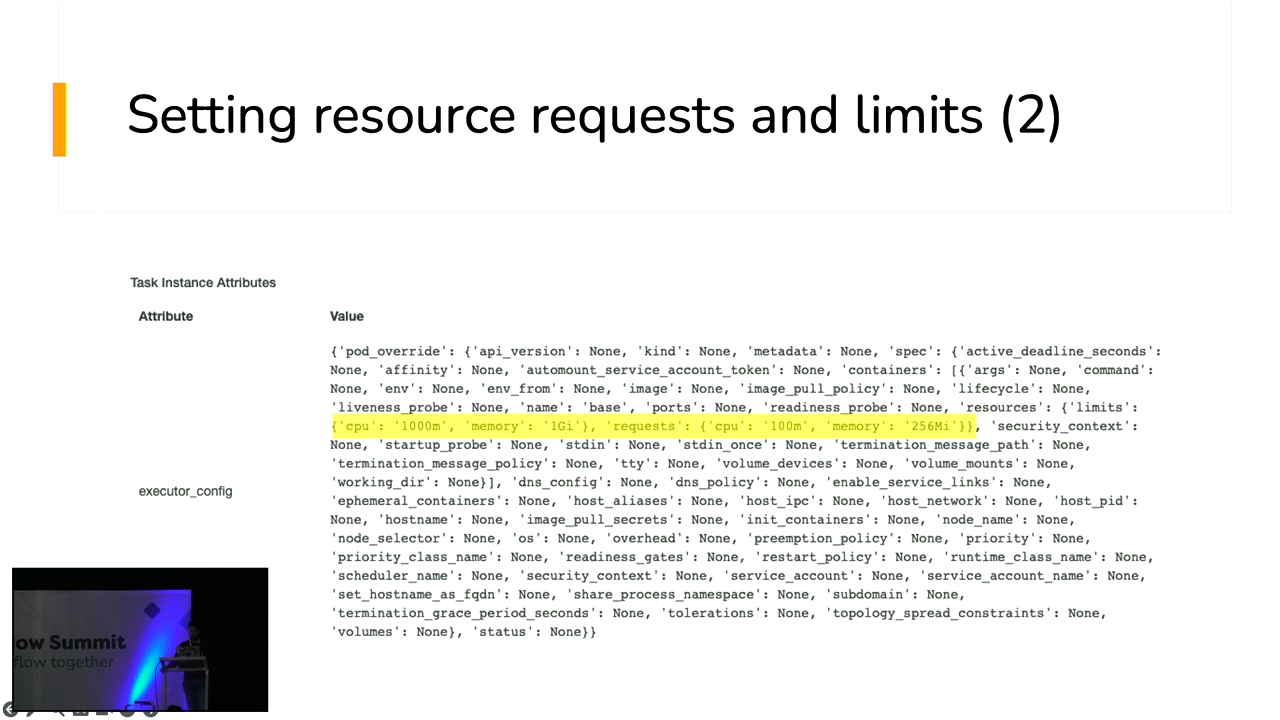 Setting resource requests and limits (2)
Task Instance Attributes
Attribute Value
{'pod_override': {'api_version': None, 'kind': None, 'metadata': None, 'spec': {'active_deadline_seconds':
None, 'affinity': None, 'automount_service_account_token': None, 'containers': [{'args': None, 'command':
None, 'env': None, 'env_from': None, 'image': None, 'image_pull_policy': None, 'lifecycle': None,
'liveness_probe': None, 'name': 'base', 'ports': None, 'readiness_probe': None, 'resources': {'limits':
{'cpu': '1000m', 'memory': '1Gi'}, 'requests': {'cpu': '100m', 'memory': '256Mi'}}, 'security_context':
None, 'startup_probe': None, 'stdin': None, 'stdin_once': None, 'termination_message_path': None,
'termination_message_policy': None, 'tty': None, 'volume_devices': None, 'volume_mounts': None,
'working_dir': None}], 'dns_config': None, 'dns_policy': None, 'enable_service_links': None,
executor_config
'ephemeral_containers': None, 'host_aliases': None, 'host_ipc': None, 'host_network': None, 'host_pid':
None, 'hostname': None, 'image_pull_secrets': None, 'init_containers': None, 'node_name': None,
'node_selector': None, 'os': None, 'overhead': None, 'preemption_policy': None, 'priority': None,
'priority_class_name': None, 'readiness_gates': None, 'restart_policy': None, 'runtime_class_name': None,
'scheduler_name': None, 'security_context': None, 'service_account': None, 'service_account_name': None,
'set_hostname_as_fqdn': None, 'share_process_namespace': None, 'subdomain': None,
'termination_grace_period_seconds': None, 'tolerations': None, 'topology_spread_constraints': None,
'volumes': None}, 'status': None}}
ow Summit
flow together